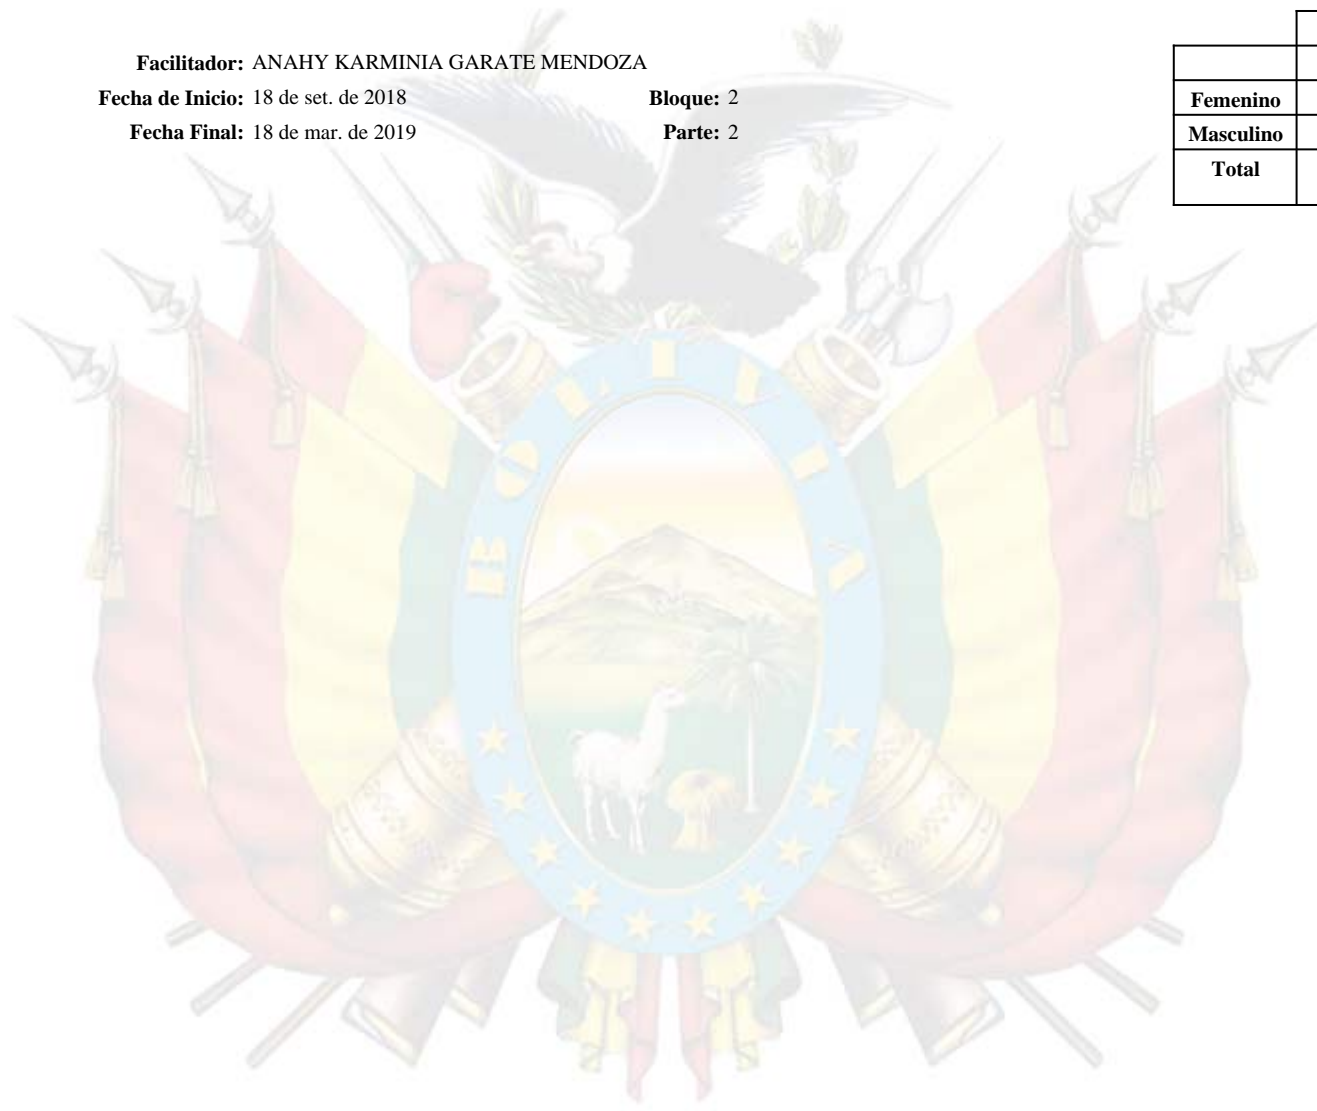 Facilitador: ANAHY KARMINIA GARATE MENDOZA
Fecha de Inicio: 18 de set. de 2018 Bloque: 2
Fecha Final: 18 de mar. de 2019 Parte: 2
Femenino
Masculino
Total
BOLIVIA